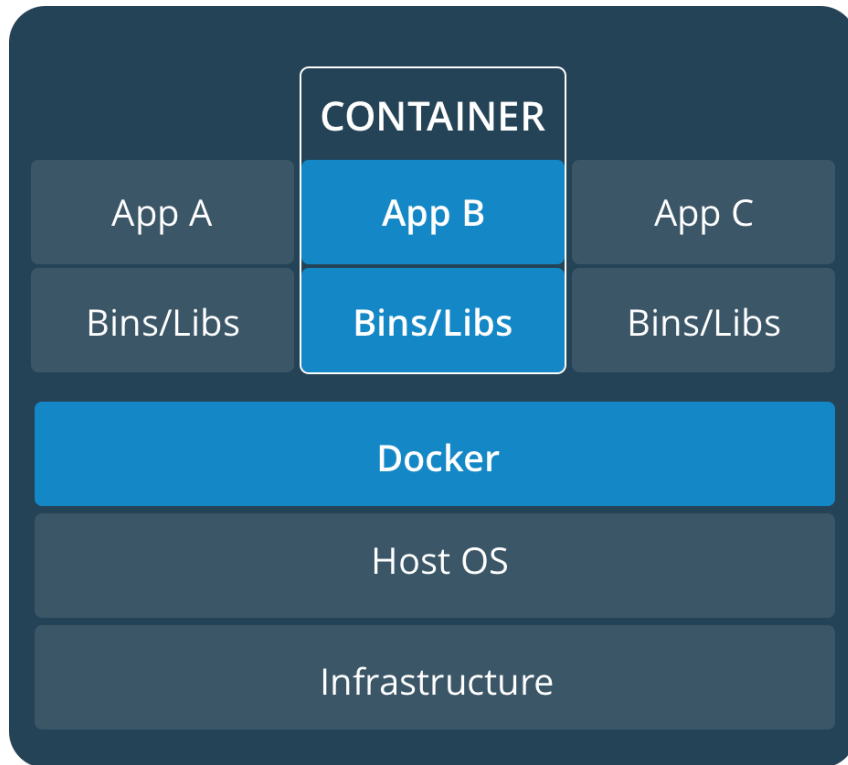 CONTAINER
App A
App B
App C
Bins/Libs
Bins/Libs
Bins/Libs
Docker
Host OS
Infrastructure